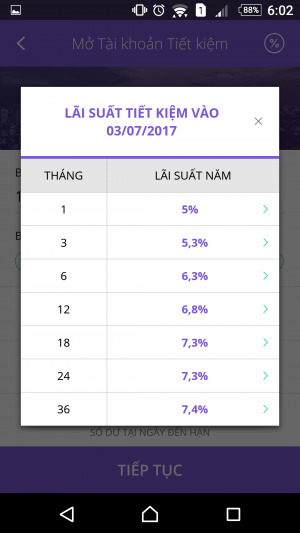 88% 6:02
Mở Tài khoản Tiết kiệm %
LÃI SUẤT TIẾT KIỆM VÀO
03/07/2017
THÁNG LÃI SUẤT NĂM
1 5%
3 5,3%
6 6,3%
12 6,8%
18 7,3%
24 7,3%
36 7,4%
SỐ DƯ TẠI NGÀY ĐẾN HẠN
TIẾP TỤC